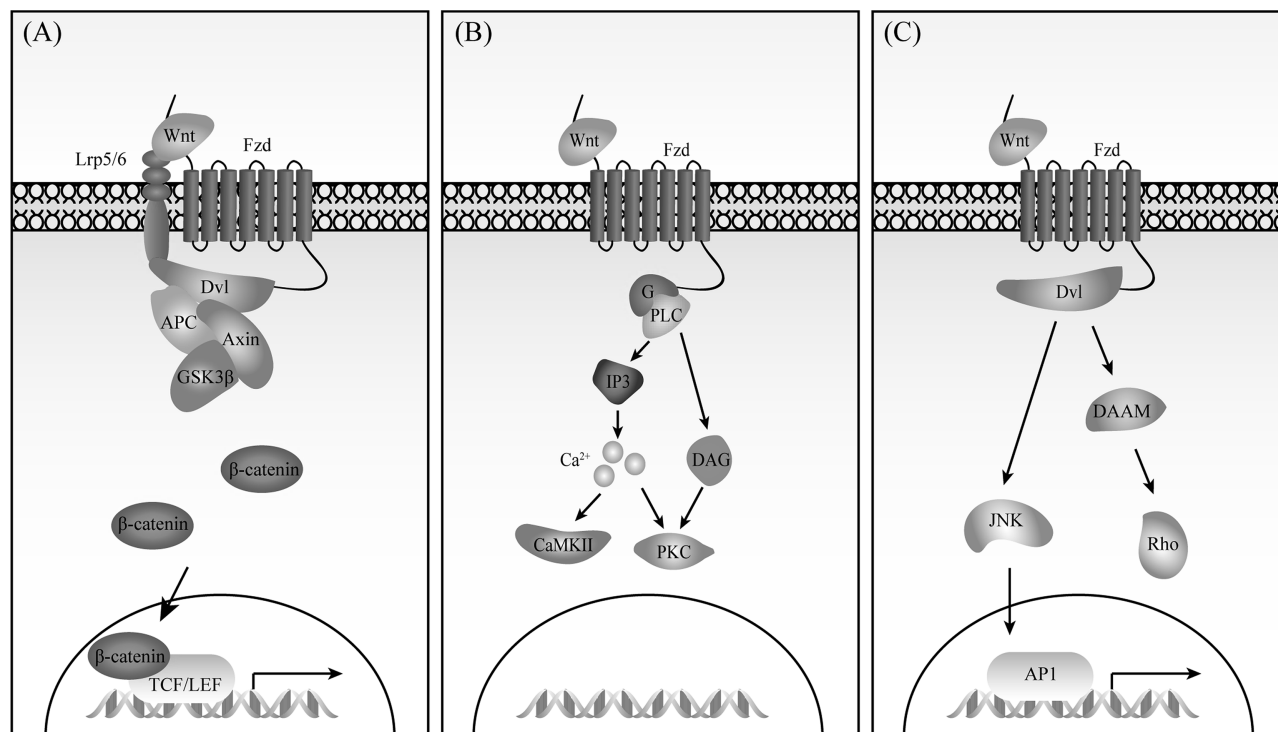 (A)
Wnt
Lrp5/6
Fzd
Dvl
APC
Axin
GSK3β
β-catenin
β-catenin
β-catenin
TCF/LEF
(B)
Wnt
Fzd
G
PLC
IP3
Ca²⁺
DAG
CaMKII
PKC
(C)
Wnt
Fzd
Dvl
DAAM
JNK
Rho
AP1